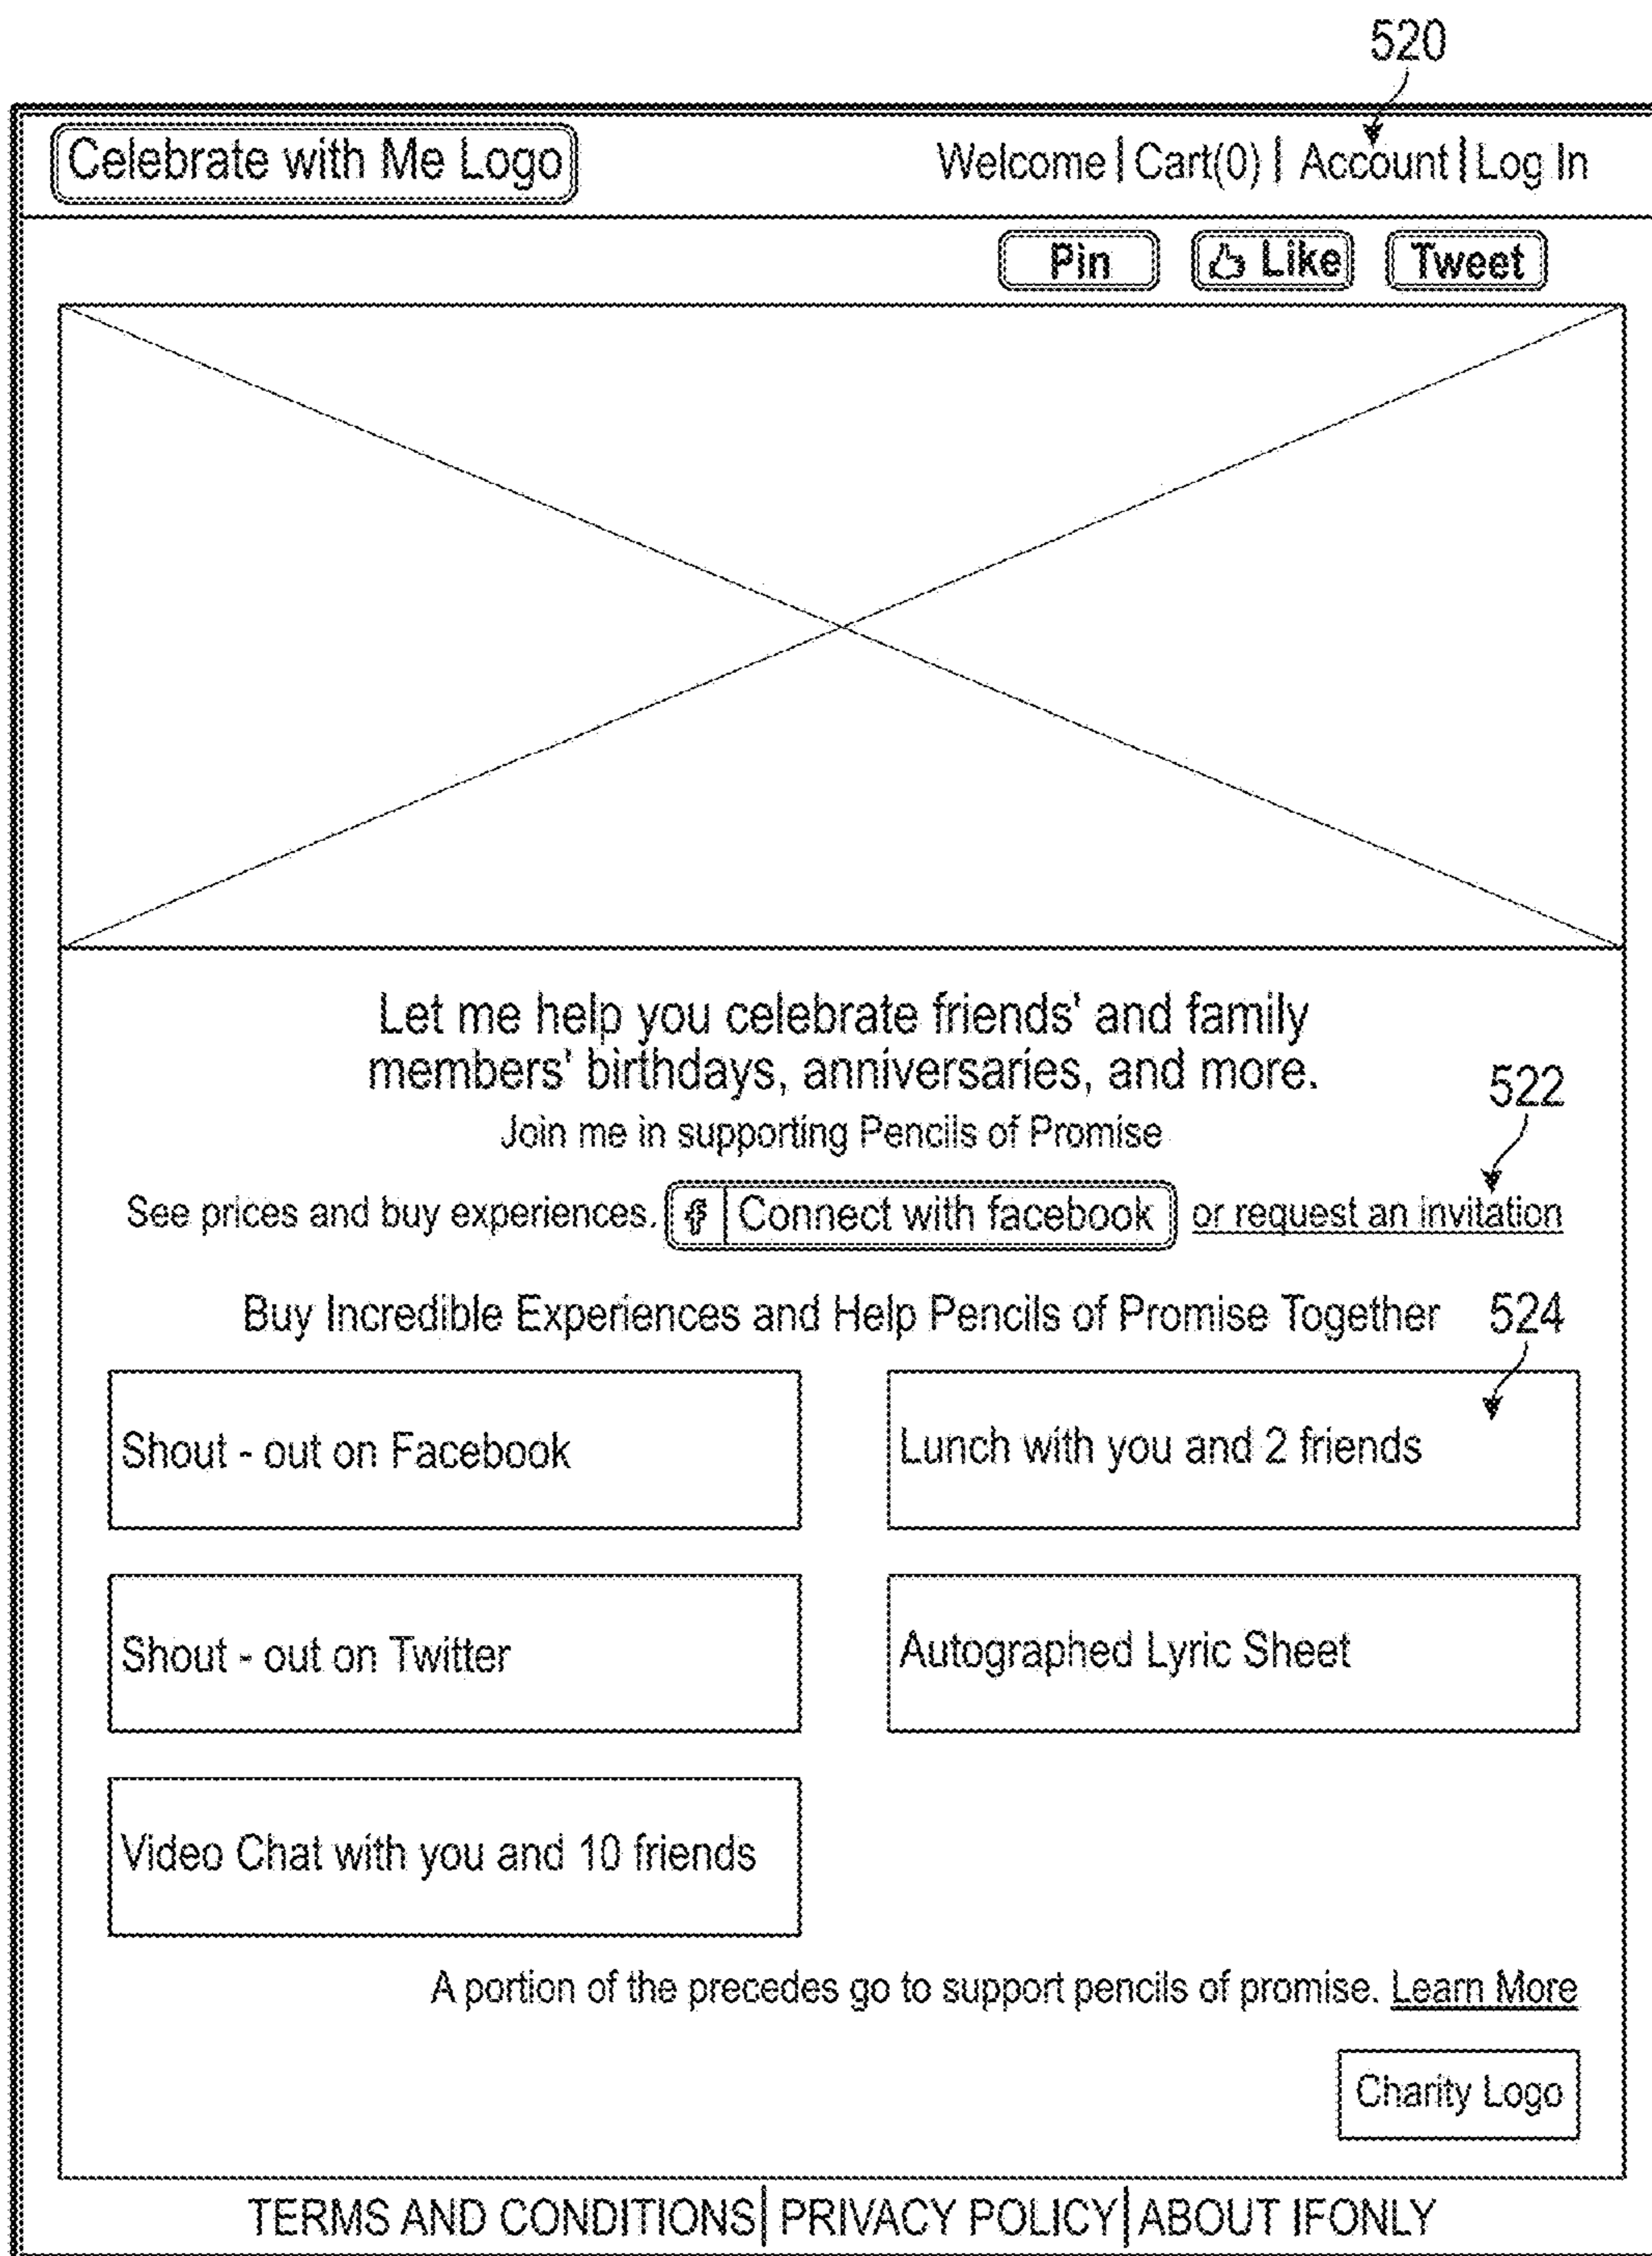 520
Celebrate with Me Logo Welcome | Cart(0) | Account | Log In
Pin Like Tweet
Let me help you celebrate friends' and family
members' birthdays, anniversaries, and more.
522
Join me in supporting Pencils of Promise
See prices and buy experiences. f | Connect with facebook or request an invitation
Buy Incredible Experiences and Help Pencils of Promise Together 524
Shout - out on Facebook Lunch with you and 2 friends
Shout - out on Twitter Autographed Lyric Sheet
Video Chat with you and 10 friends
A portion of the precedes go to support pencils of promise. Learn More
Charity Logo
TERMS AND CONDITIONS | PRIVACY POLICY | ABOUT IFONLY